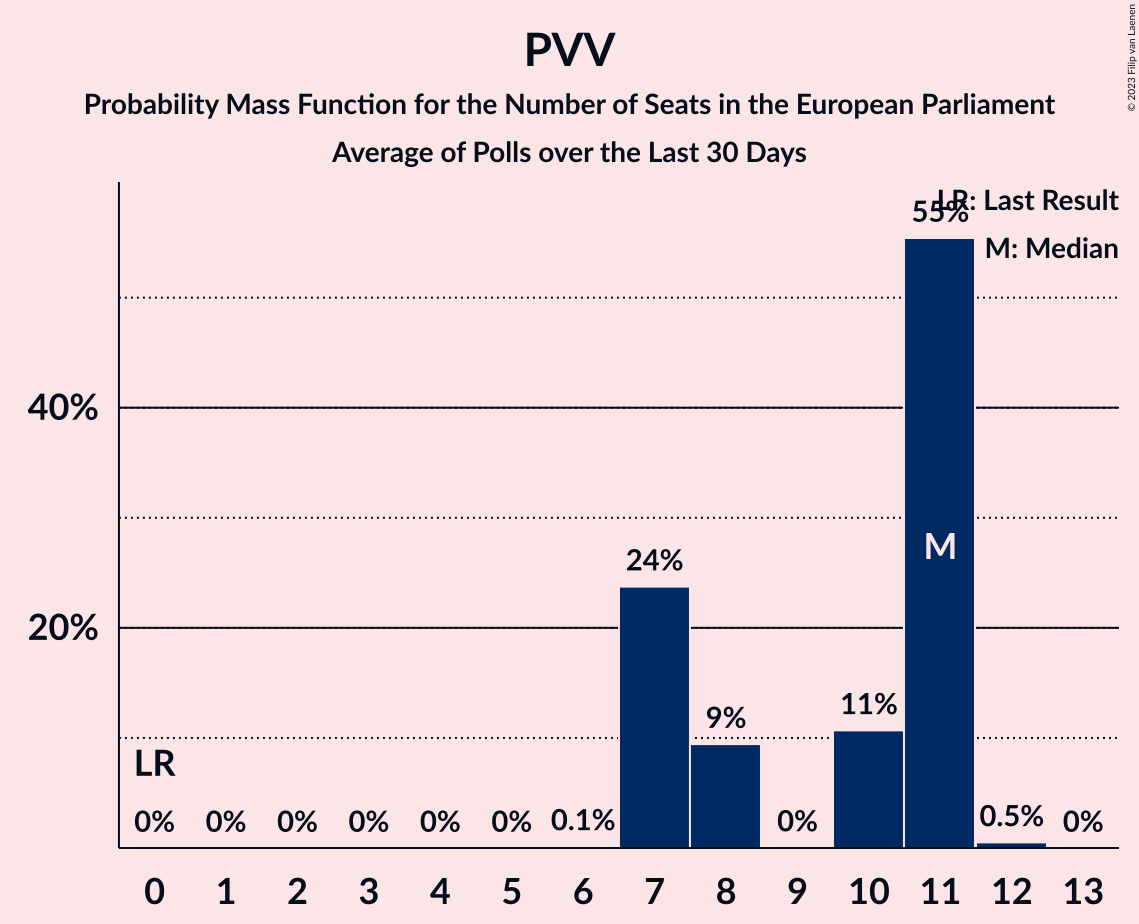 PVV
Probability Mass Function for the Number of Seats in the European Parliament
Average of Polls over the Last 30 Days
© 2023 Filip van Laenen
LR: Last Result
M: Median
55%
40%
M
24%
20%
11%
9%
LR
0% 0% 0% 0% 0% 0% 0.1% 0% 0.5% 0%
0 1 2 3 4 5 6 7 8 9 10 11 12 13